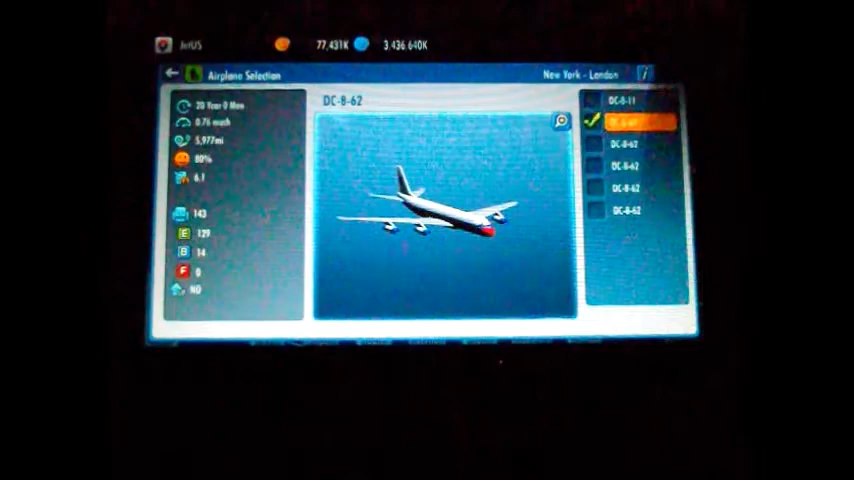 JetUS 77,431K 3,436,640K
Airplane Selection New York - London
DC-8-62
20 Year 0 Mon
0.76 mach
5,977mi
80%
6.1
143
E 129
B 14
F 0
NO
DC-8-11
DC-8-62
DC-8-62
DC-8-62
DC-8-62